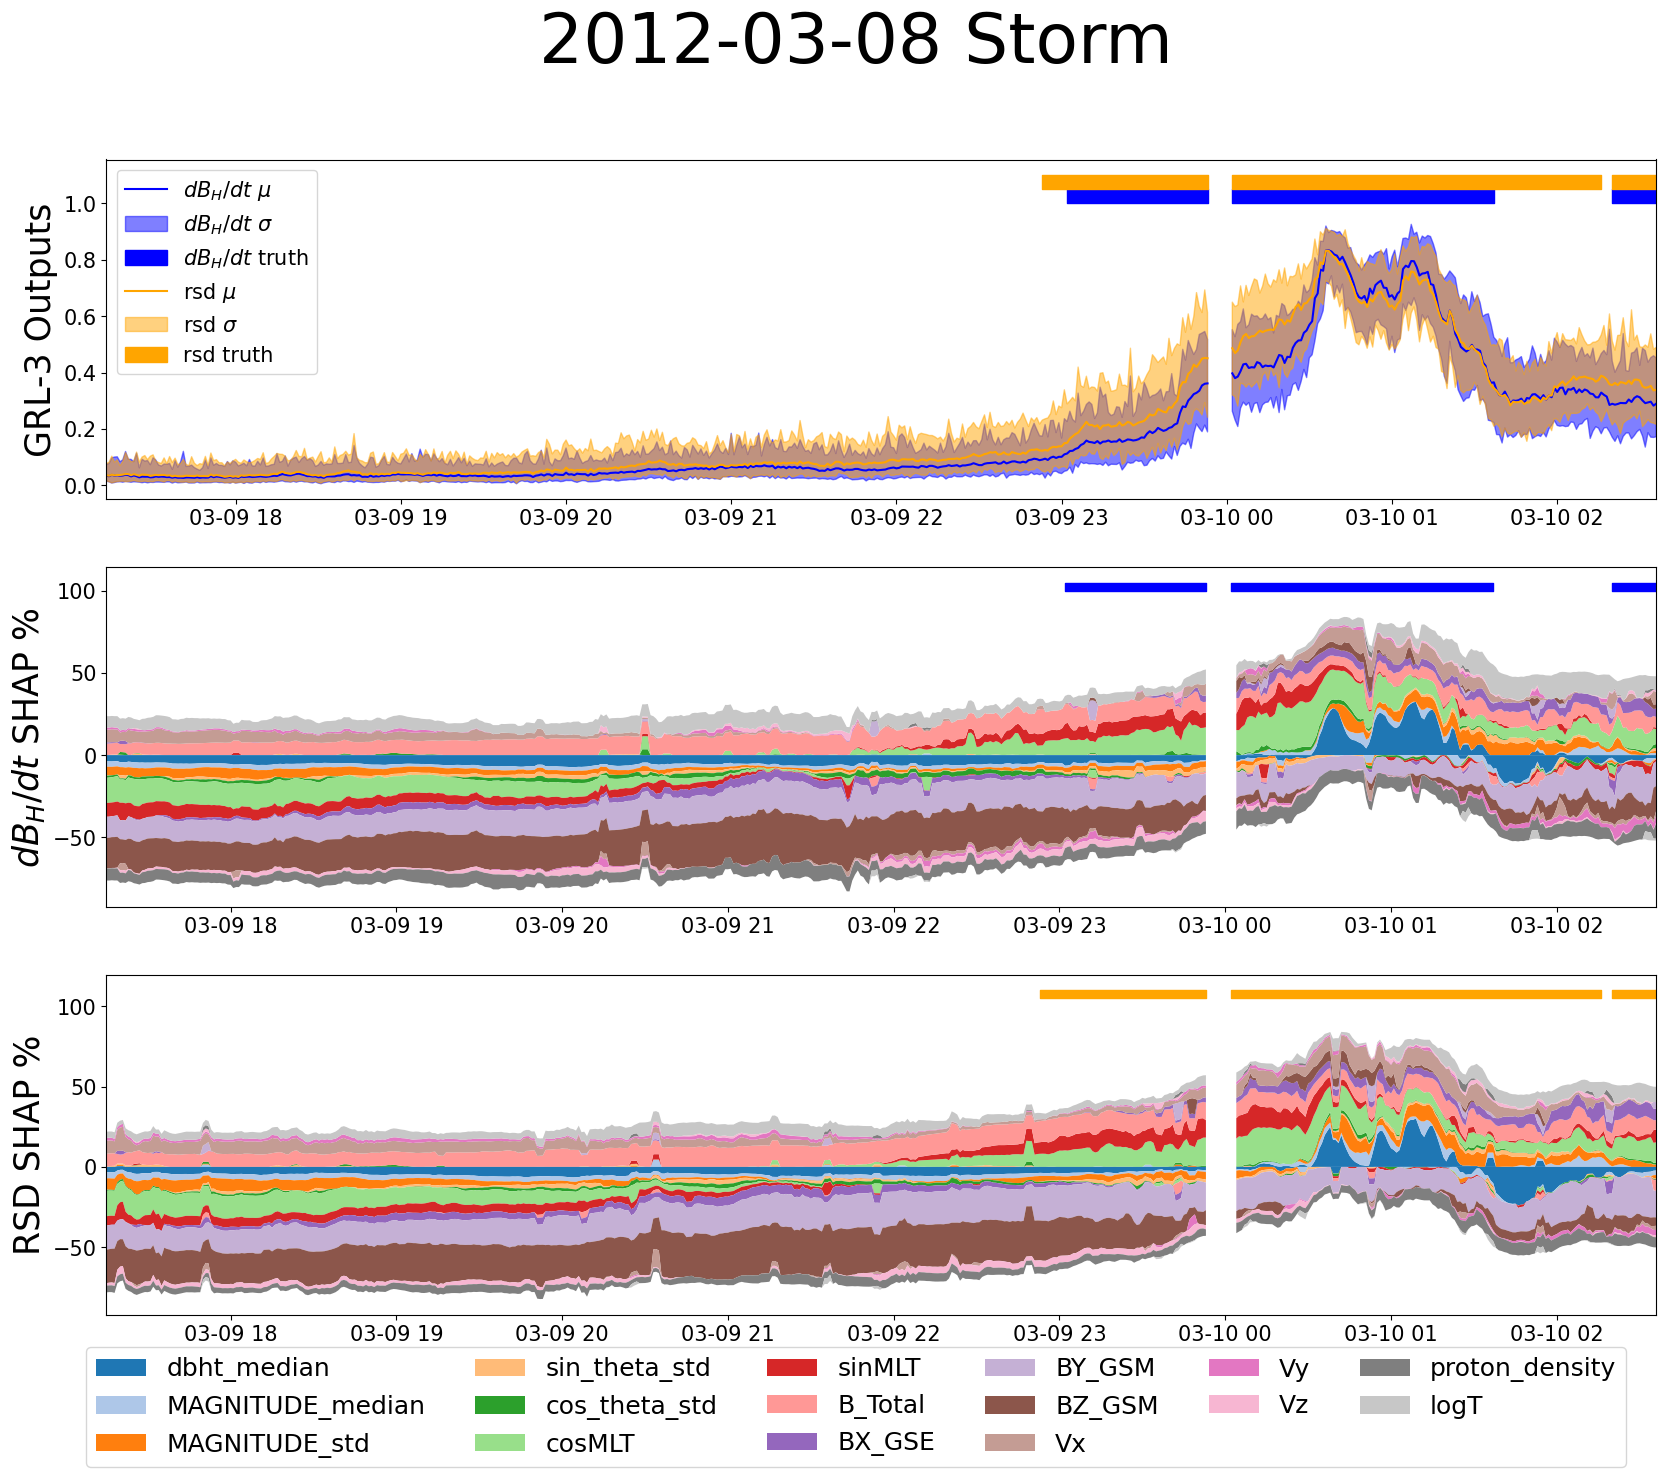 2012-03-08 Storm
GRL-3 Outputs
1.0
0.8
0.6
0.4
0.2
0.0
dB_H/dt μ
dB_H/dt σ
dB_H/dt truth
rsd μ
rsd σ
rsd truth
03-09 18 03-09 19 03-09 20 03-09 21 03-09 22 03-09 23 03-10 00 03-10 01 03-10 02
dB_H/dt SHAP %
100
50
0
−50
03-09 18 03-09 19 03-09 20 03-09 21 03-09 22 03-09 23 03-10 00 03-10 01 03-10 02
RSD SHAP %
100
50
0
−50
03-09 18 03-09 19 03-09 20 03-09 21 03-09 22 03-09 23 03-10 00 03-10 01 03-10 02
dbht_median sin_theta_std sinMLT BY_GSM Vy proton_density
MAGNITUDE_median cos_theta_std B_Total BZ_GSM Vz logT
MAGNITUDE_std cosMLT BX_GSE Vx